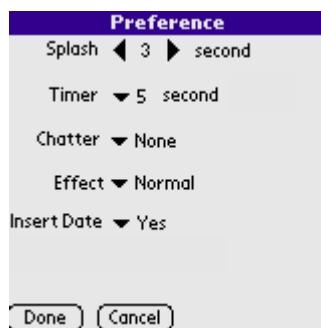 Preference
Splash 3 second
Timer 5 second
Chatter None
Effect Normal
Insert Date Yes
Done Cancel